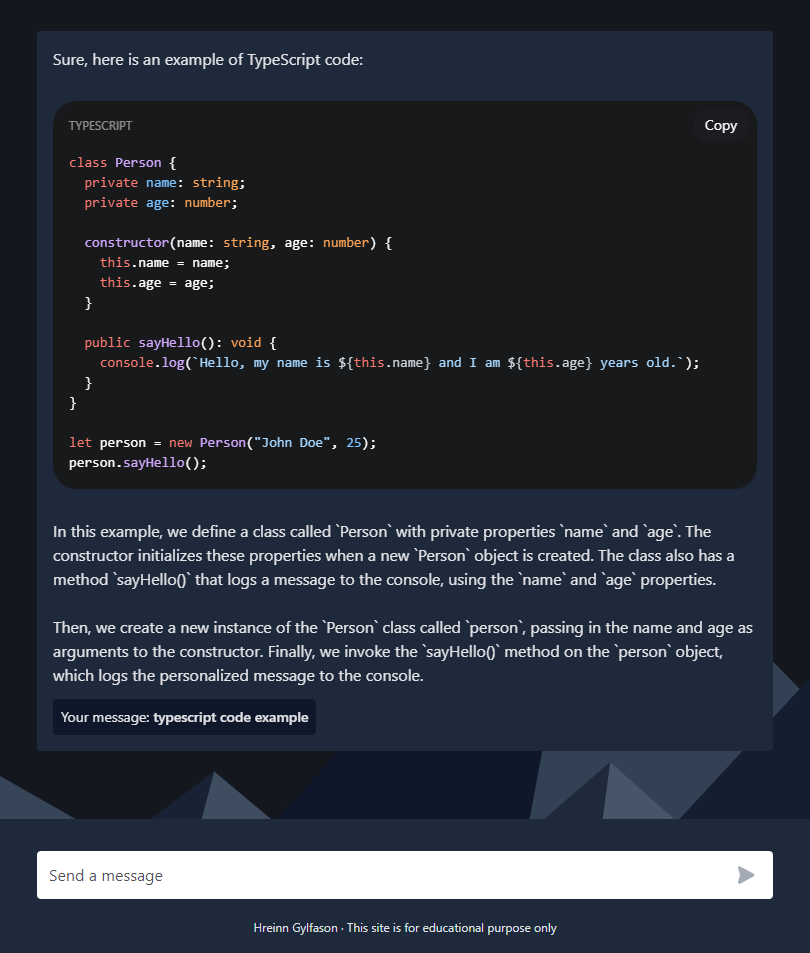 Sure, here is an example of TypeScript code:
TYPESCRIPT
Copy
class Person {
  private name: string;
  private age: number;

  constructor(name: string, age: number) {
    this.name = name;
    this.age = age;
  }

  public sayHello(): void {
    console.log(`Hello, my name is ${this.name} and I am ${this.age} years old.`);
  }
}

let person = new Person("John Doe", 25);
person.sayHello();

In this example, we define a class called `Person` with private properties `name` and `age`. The
constructor initializes these properties when a new `Person` object is created. The class also has a
method `sayHello()` that logs a message to the console, using the `name` and `age` properties.

Then, we create a new instance of the `Person` class called `person`, passing in the name and age as
arguments to the constructor. Finally, we invoke the `sayHello()` method on the `person` object,
which logs the personalized message to the console.
Your message: typescript code example
Send a message
Hreinn Gylfason · This site is for educational purpose only